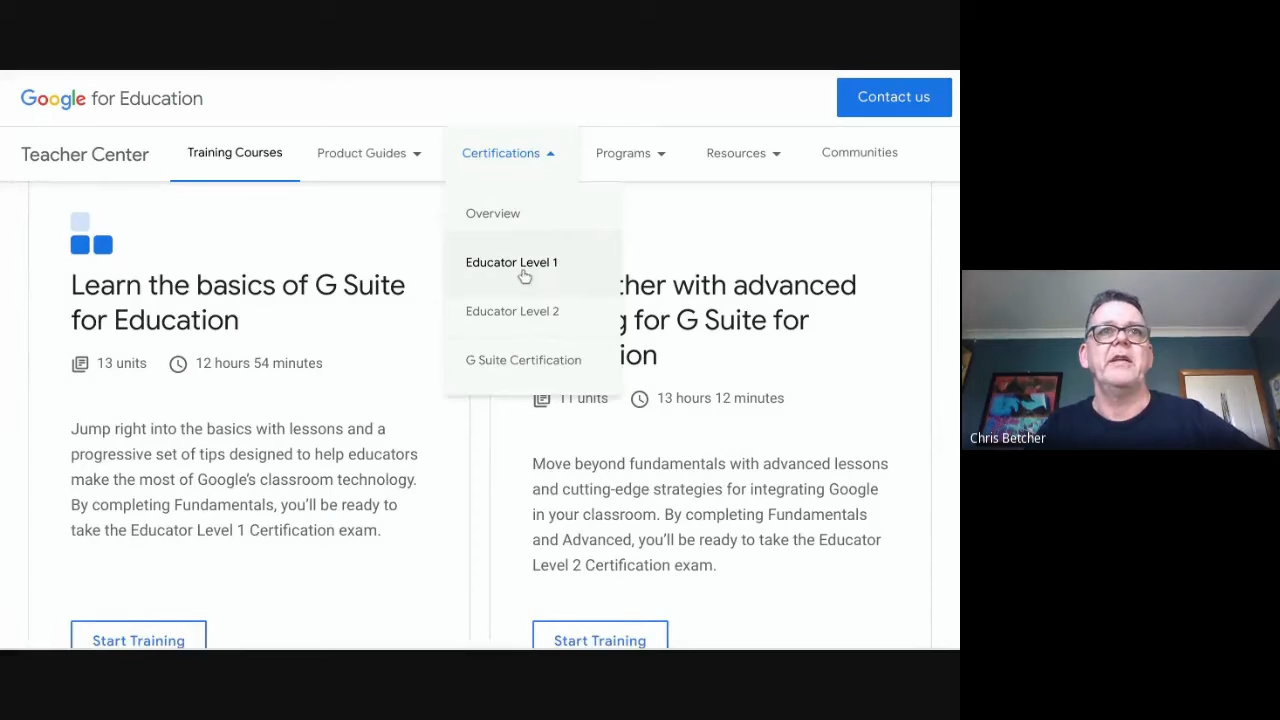 Google for Education
Contact us
Teacher Center
Training Courses
Product Guides
Certifications
Programs
Resources
Communities
Overview
Educator Level 1
Educator Level 2
G Suite Certification
Learn the basics of G Suite
for Education
13 units
12 hours 54 minutes
Jump right into the basics with lessons and a
progressive set of tips designed to help educators
make the most of Google's classroom technology.
By completing Fundamentals, you'll be ready to
take the Educator Level 1 Certification exam.
Start Training
ther with advanced
g for G Suite for
ion
11 units
13 hours 12 minutes
Move beyond fundamentals with advanced lessons
and cutting-edge strategies for integrating Google
in your classroom. By completing Fundamentals
and Advanced, you'll be ready to take the Educator
Level 2 Certification exam.
Start Training
Chris Betcher